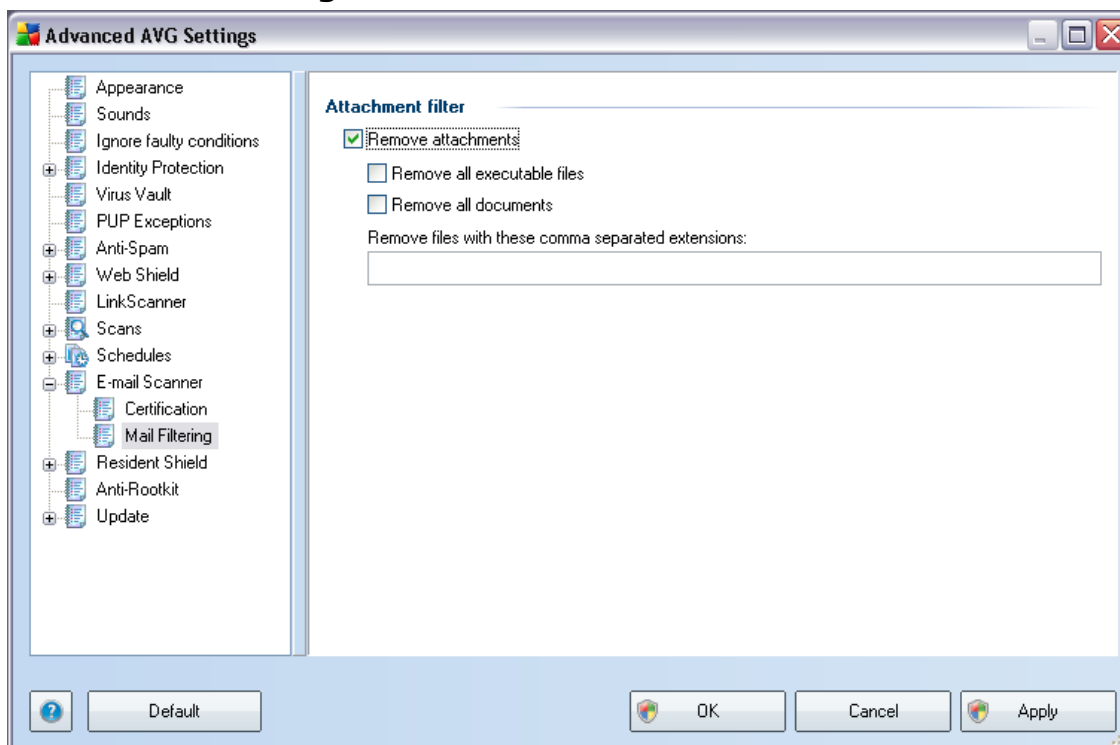 Advanced AVG Settings
Appearance
Sounds
Ignore faulty conditions
Identity Protection
Virus Vault
PUP Exceptions
Anti-Spam
Web Shield
LinkScanner
Scans
Schedules
E-mail Scanner
Certification
Mail Filtering
Resident Shield
Anti-Rootkit
Update
Attachment filter
Remove attachments
Remove all executable files
Remove all documents
Remove files with these comma separated extensions:
Default
OK
Cancel
Apply